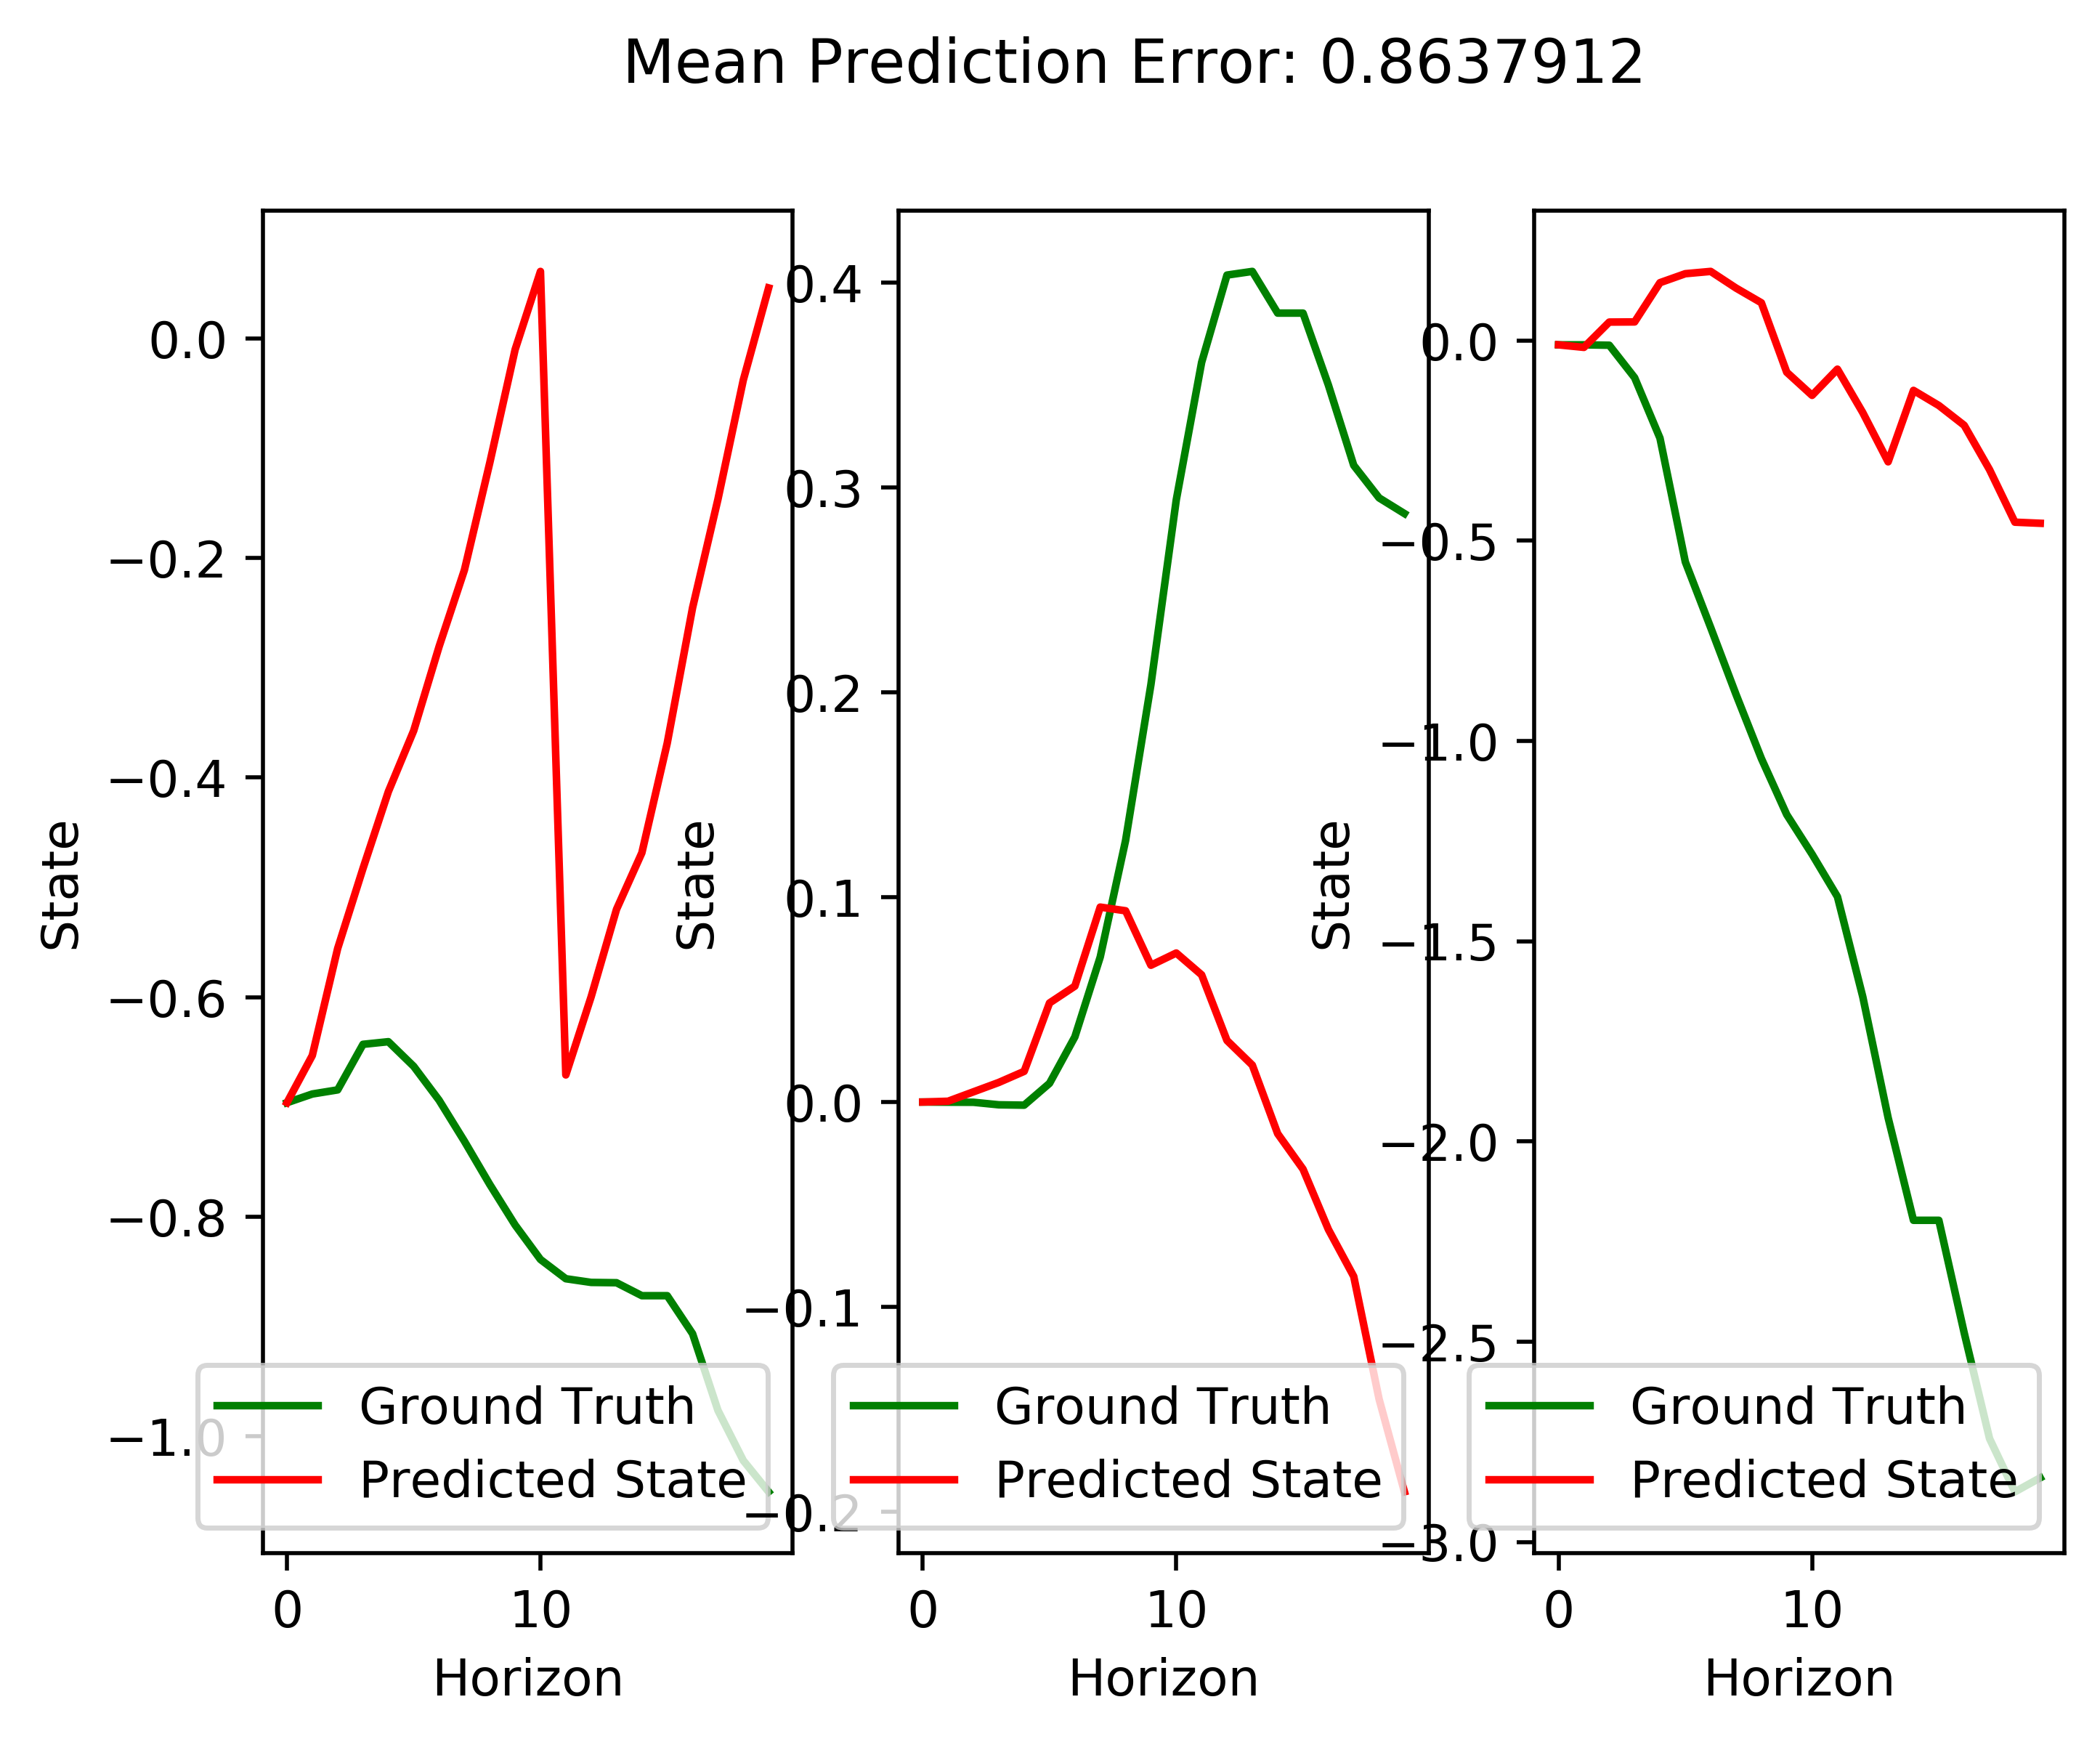 Mean Prediction Error: 0.8637912
State
0.0
−0.2
−0.4
−0.6
−0.8
−1.0
Ground Truth
Predicted State
0
10
Horizon
State
0.4
0.3
0.2
0.1
0.0
−0.1
−0.2
Ground Truth
Predicted State
0
10
Horizon
State
0.0
−0.5
−1.0
−1.5
−2.0
−2.5
−3.0
Ground Truth
Predicted State
0
10
Horizon